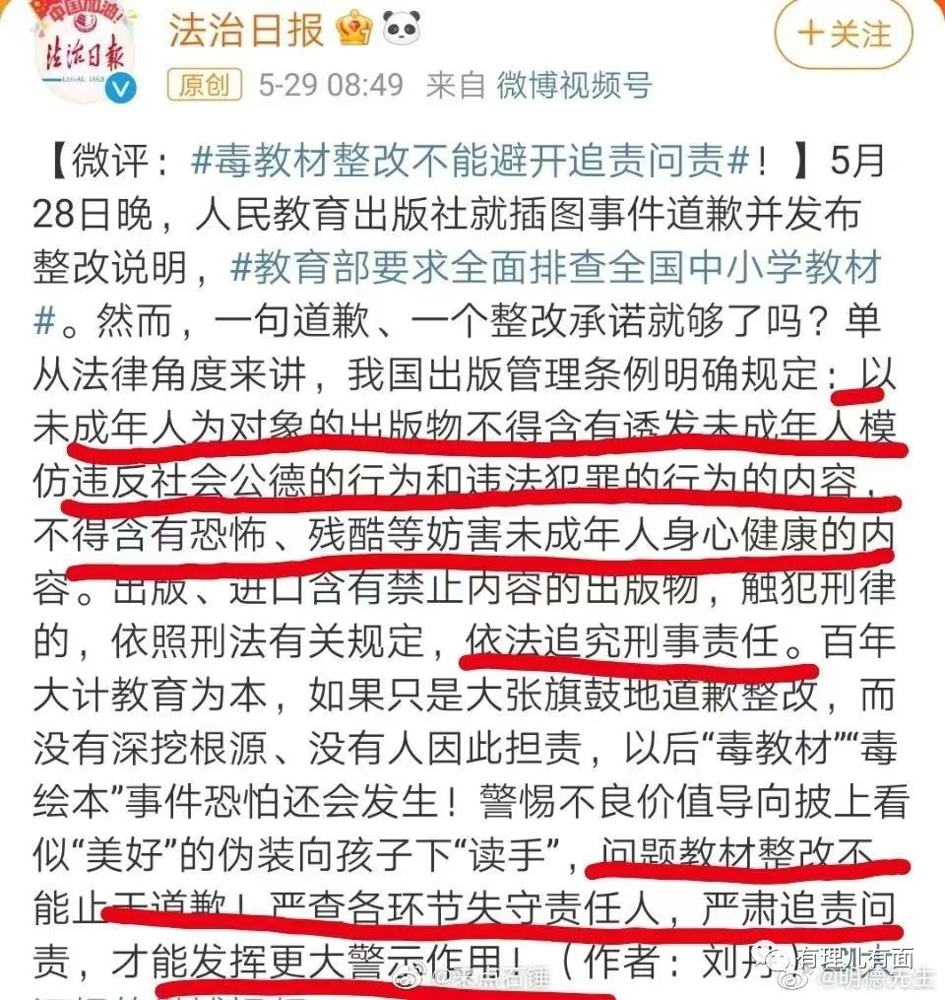 中国加油!
法治日报
LEGAL DAILY
法治日报
+关注
原创 5-29 08:49 来自 微博视频号
【微评：#毒教材整改不能避开追责问责#！】5月
28日晚，人民教育出版社就插图事件道歉并发布
整改说明，#教育部要求全面排查全国中小学教材
#。然而，一句道歉、一个整改承诺就够了吗？单
从法律角度来讲，我国出版管理条例明确规定：以
未成年人为对象的出版物不得含有诱发未成年人模
仿违反社会公德的行为和违法犯罪的行为的内容，
不得含有恐怖、残酷等妨害未成年人身心健康的内
容。出版、进口含有禁止内容的出版物，触犯刑律
的，依照刑法有关规定，依法追究刑事责任。百年
大计教育为本，如果只是大张旗鼓地道歉整改，而
没有深挖根源、没有人因此担责，以后“毒教材”“毒
绘本”事件恐怕还会发生！警惕不良价值导向披上看
似“美好”的伪装向孩子下“读手”，问题教材整改不
能止于道歉！严查各环节失守责任人，严肃追责问
责，才能发挥更大警示作用！（作者：刘丹）
有理儿有面
@来点石锤
@明德先生